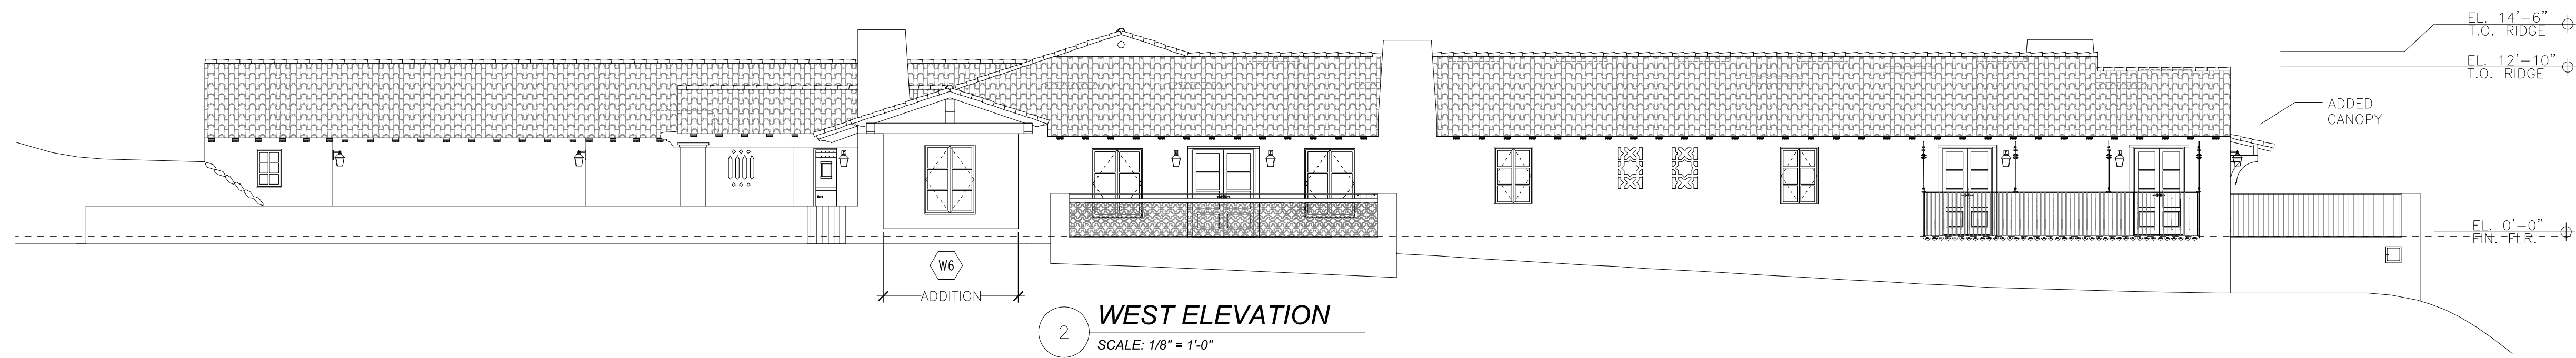 EL. 14'-6"
T.O. RIDGE
EL. 12'-10"
T.O. RIDGE
ADDED
CANOPY
EL. 0'-0"
FIN. FLR.
W6
ADDITION
2
WEST ELEVATION
SCALE: 1/8" = 1'-0"